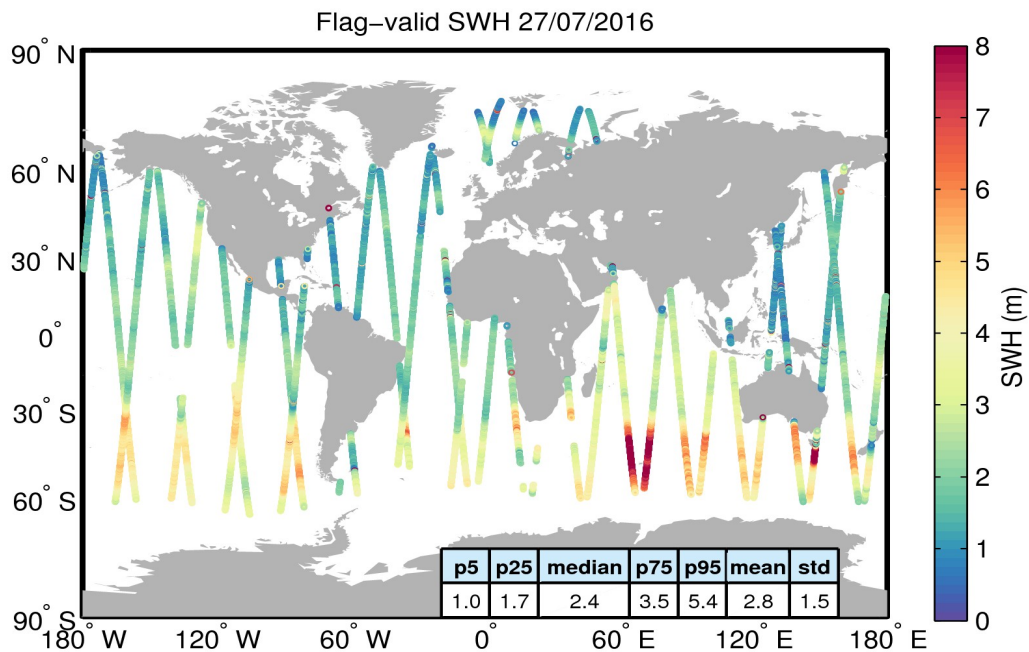 Flag−valid SWH 27/07/2016
90° N
60° N
30° N
0°
30° S
60° S
90° S
180° W
120° W
60° W
0°
60° E
120° E
180° E
p5 p25 median p75 p95 mean std
1.0 1.7 2.4 3.5 5.4 2.8 1.5
8
7
6
5
4
3
2
1
0
SWH (m)